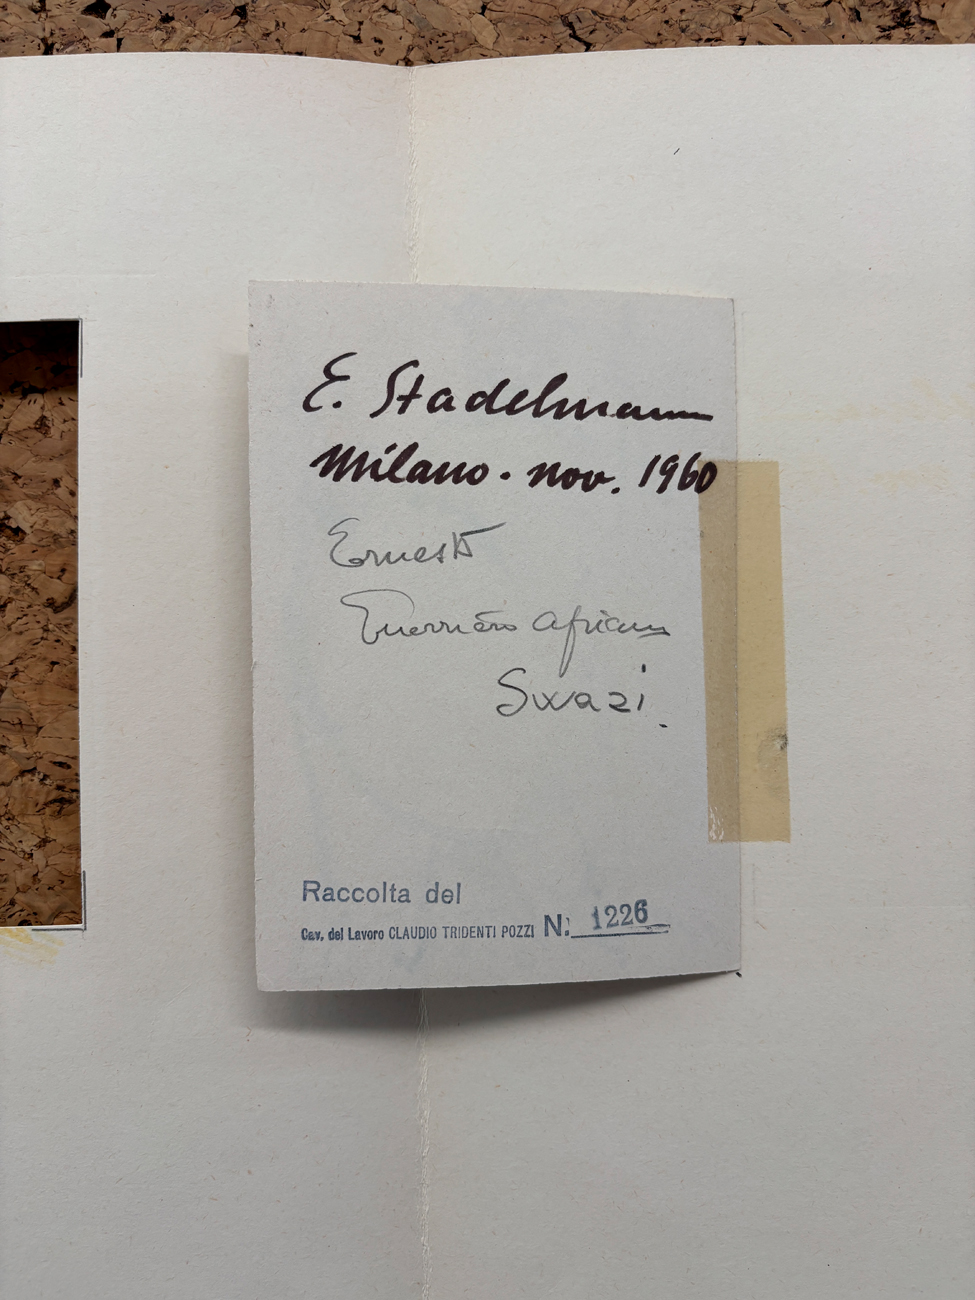 E. Stadelmann
Milano. nov. 1960
Ernesto
Guerriero africano
Swazi.
Raccolta del
Cav. del Lavoro CLAUDIO TRIDENTI POZZI N. 1226